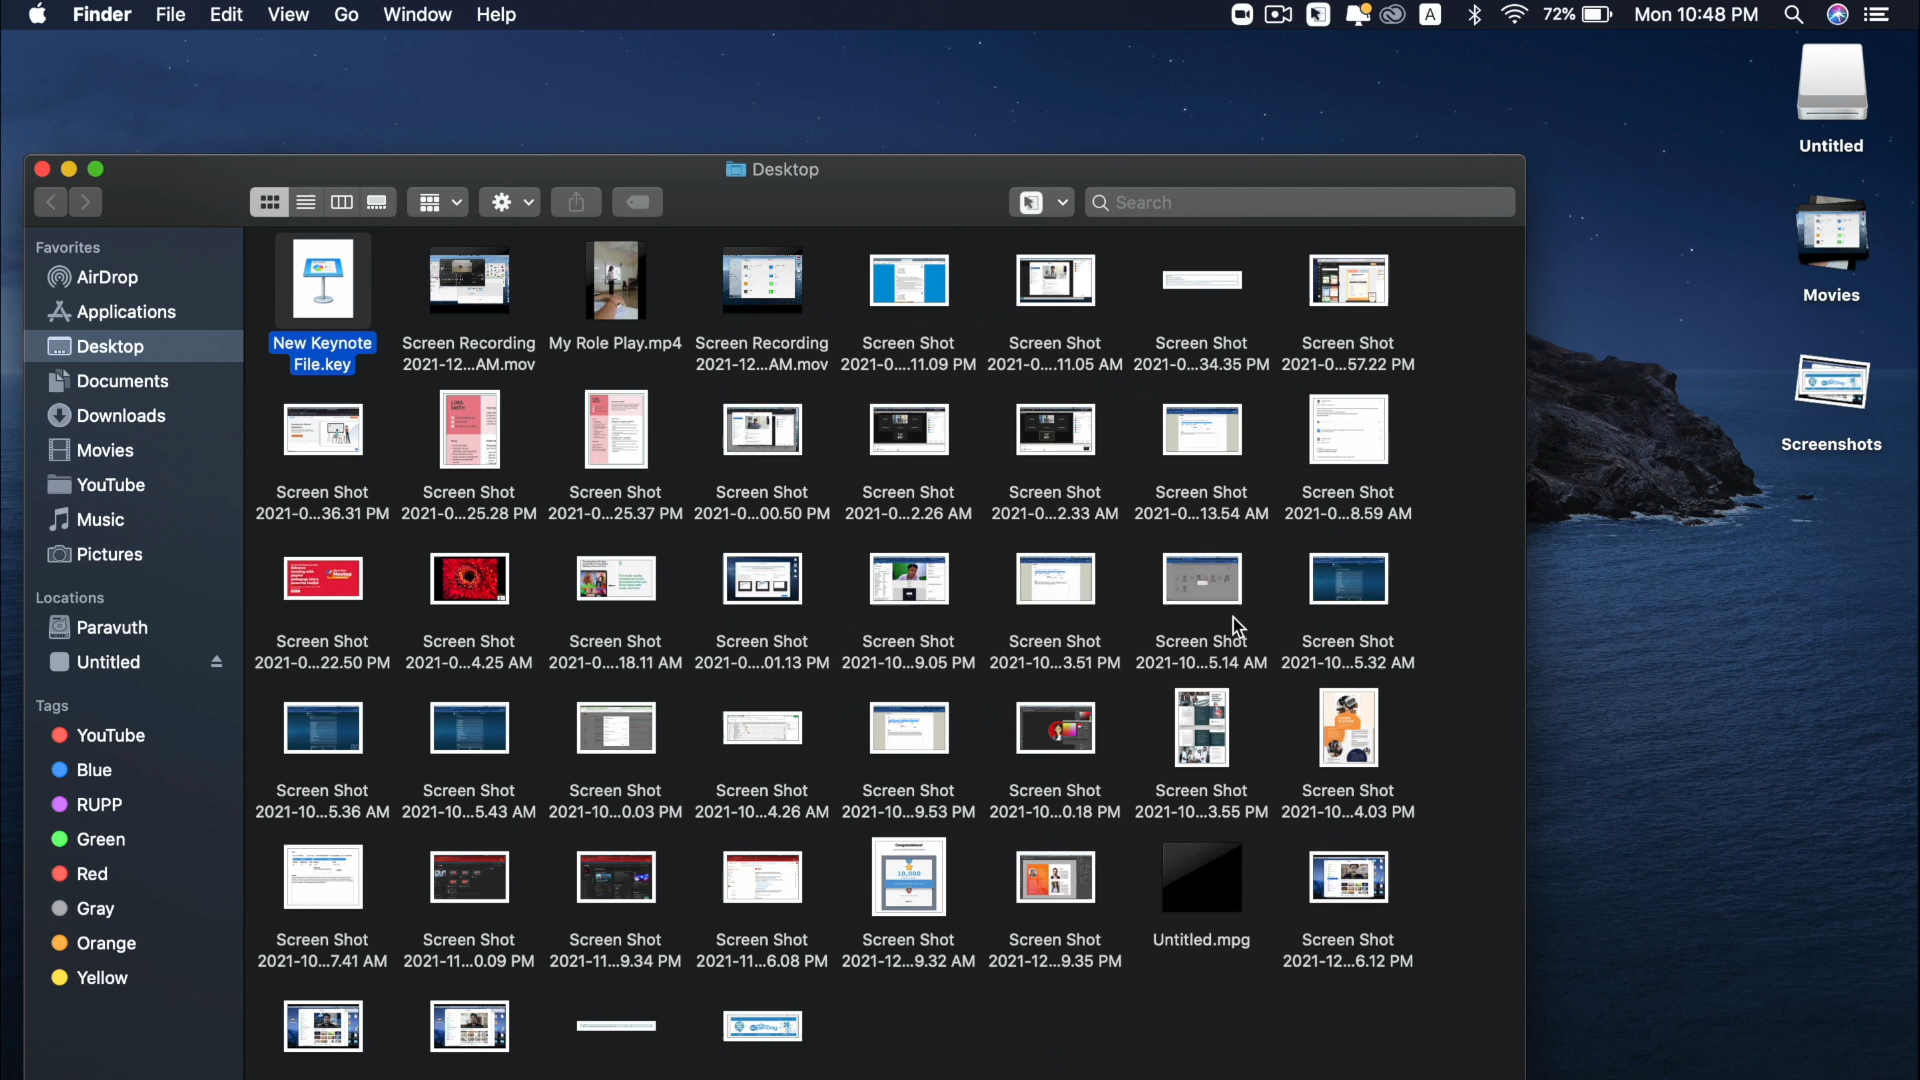 Finder File Edit View Go Window Help
A 72% Mon 10:48 PM
Untitled
Movies
Screenshots
Desktop
Search
Favorites
AirDrop
Applications
Desktop
Documents
Downloads
Movies
YouTube
Music
Pictures
Locations
Paravuth
Untitled
Tags
YouTube
Blue
RUPP
Green
Red
Gray
Orange
Yellow
New Keynote File.key
Screen Recording 2021-12...AM.mov
My Role Play.mp4
Screen Recording 2021-12...AM.mov
Screen Shot 2021-0....11.09 PM
Screen Shot 2021-0....11.05 AM
Screen Shot 2021-0...34.35 PM
Screen Shot 2021-0...57.22 PM
Screen Shot 2021-0...36.31 PM
Screen Shot 2021-0...25.28 PM
Screen Shot 2021-0...25.37 PM
Screen Shot 2021-0...00.50 PM
Screen Shot 2021-0...2.26 AM
Screen Shot 2021-0...2.33 AM
Screen Shot 2021-0...13.54 AM
Screen Shot 2021-0...8.59 AM
Screen Shot 2021-0...22.50 PM
Screen Shot 2021-0...4.25 AM
Screen Shot 2021-0....18.11 AM
Screen Shot 2021-0....01.13 PM
Screen Shot 2021-10...9.05 PM
Screen Shot 2021-10...3.51 PM
Screen Shot 2021-10...5.14 AM
Screen Shot 2021-10...5.32 AM
Screen Shot 2021-10...5.36 AM
Screen Shot 2021-10...5.43 AM
Screen Shot 2021-10...0.03 PM
Screen Shot 2021-10...4.26 AM
Screen Shot 2021-10...9.53 PM
Screen Shot 2021-10...0.18 PM
Screen Shot 2021-10...3.55 PM
Screen Shot 2021-10...4.03 PM
Screen Shot 2021-10...7.41 AM
Screen Shot 2021-11...0.09 PM
Screen Shot 2021-11...9.34 PM
Screen Shot 2021-11...6.08 PM
Screen Shot 2021-12...9.32 AM
Screen Shot 2021-12...9.35 PM
Untitled.mpg
Screen Shot 2021-12...6.12 PM
Congratulations!
10,000